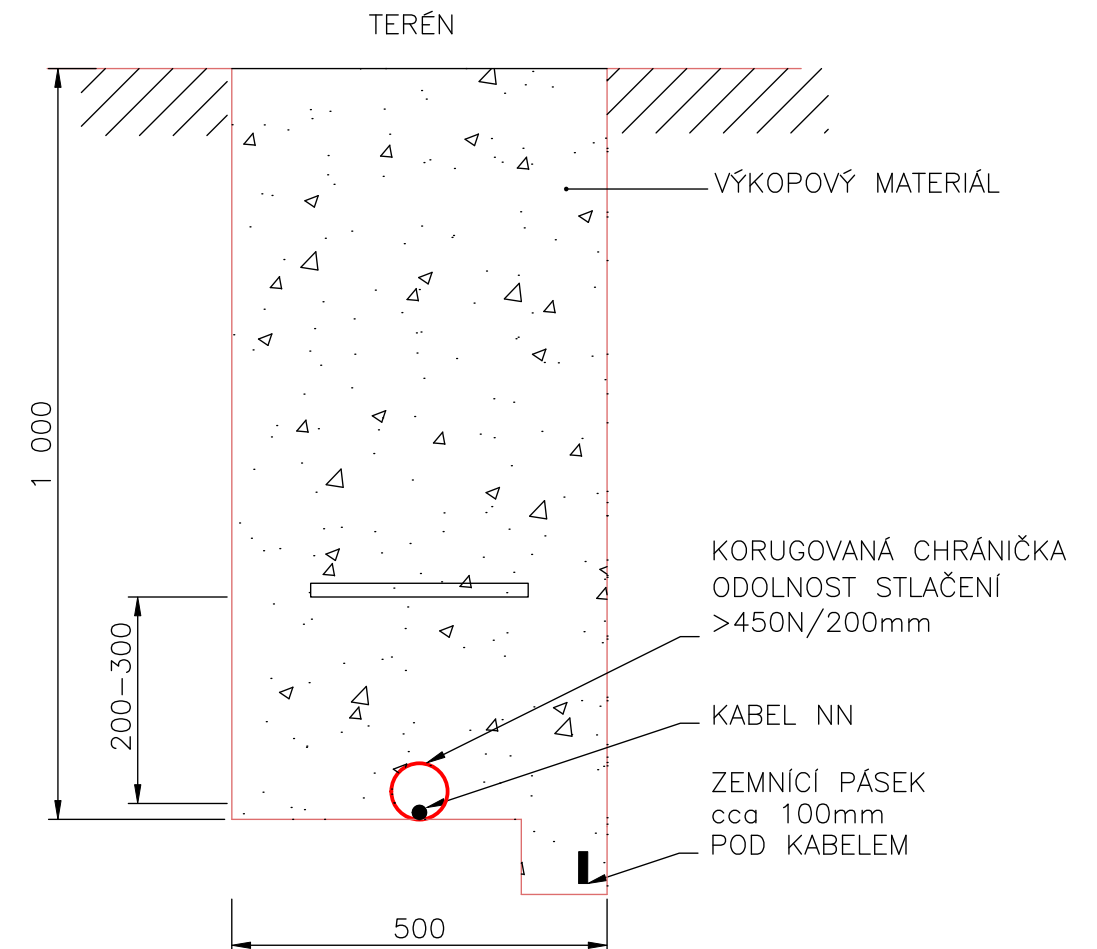 TERÉN
VÝKOPOVÝ MATERIÁL
1 000
KORUGOVANÁ CHRÁNIČKA
ODOLNOST STLAČENÍ
>450N/200mm
200-300
KABEL NN
ZEMNÍCÍ PÁSEK
cca 100mm
POD KABELEM
500